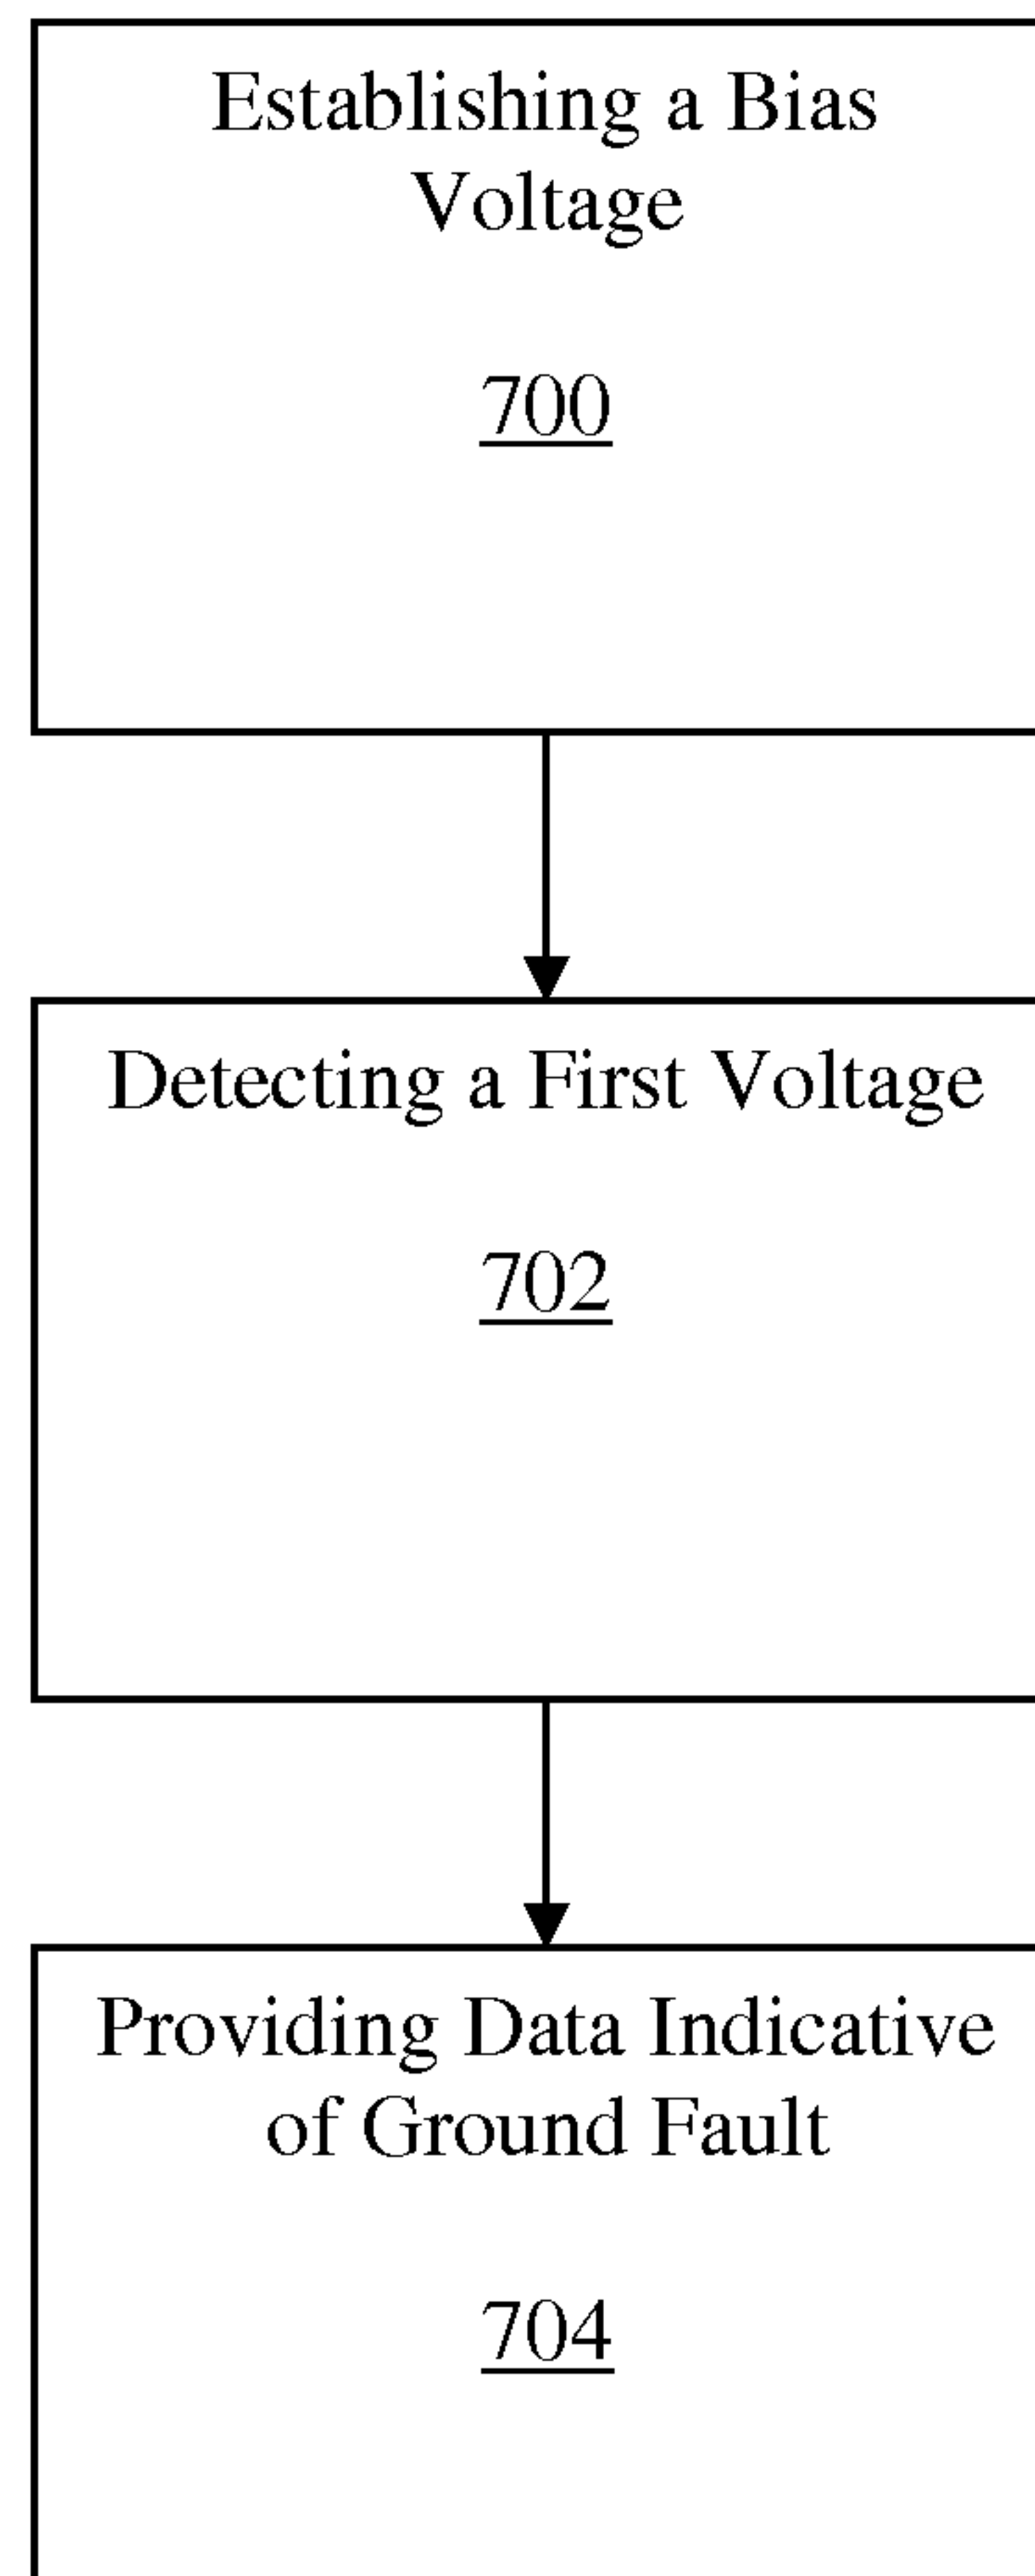 Establishing a Bias
Voltage
700
Detecting a First Voltage
702
Providing Data Indicative
of Ground Fault
704